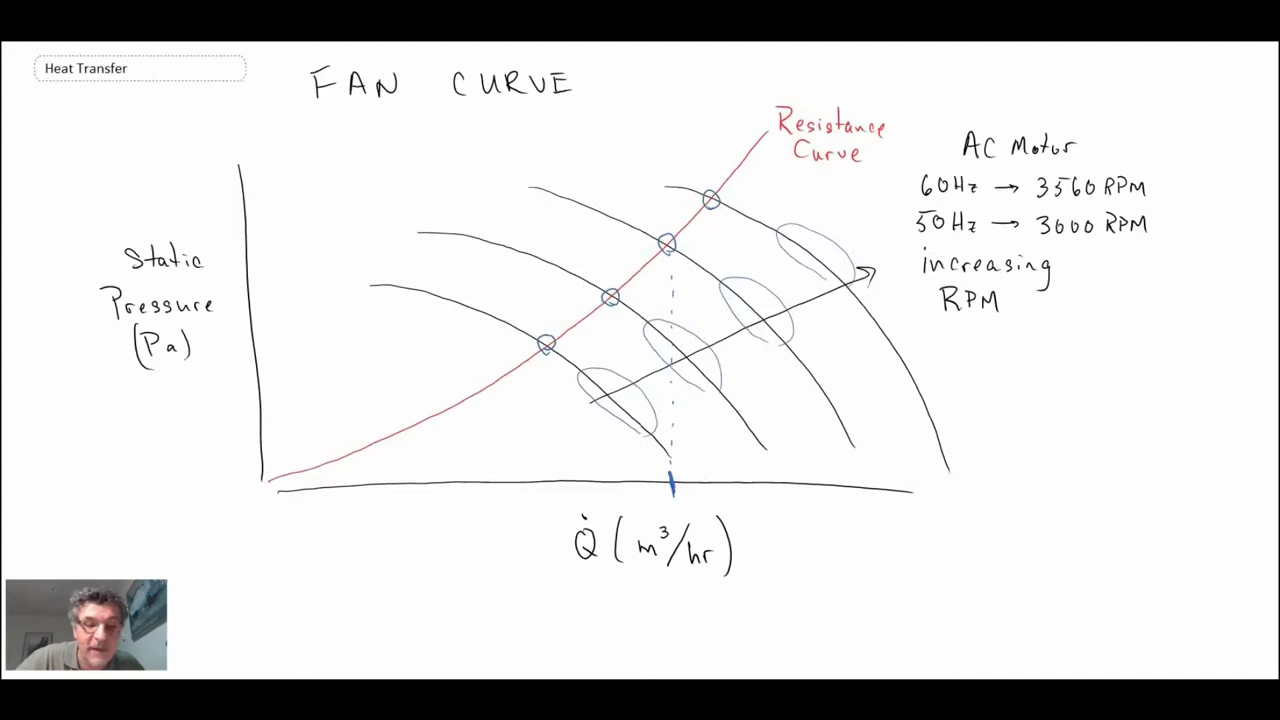 Heat Transfer
FAN CURVE
Resistance
Curve
AC Motor
60Hz → 3560 RPM
50Hz → 3000 RPM
increasing
RPM
Static
Pressure
(Pa)
Q̇ (m³/hr)